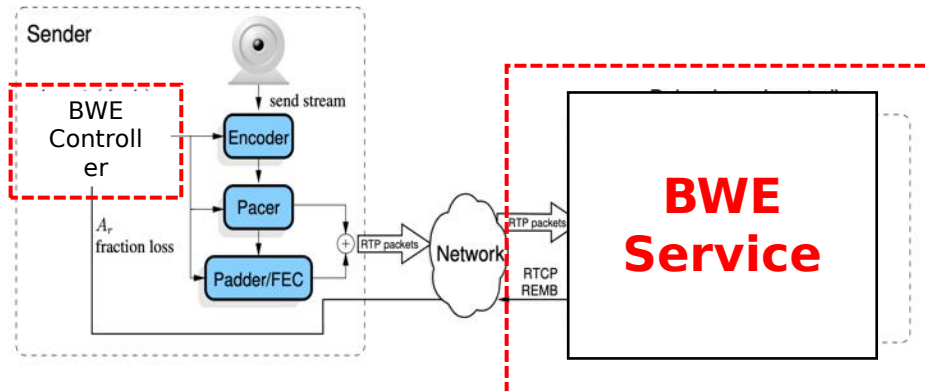 Sender
send stream
BWE
Controll
er
Encoder
Pacer
A_r
fraction loss
Padder/FEC
+
RTP packets
Network
RTP packets
RTCP
REMB
BWE
Service